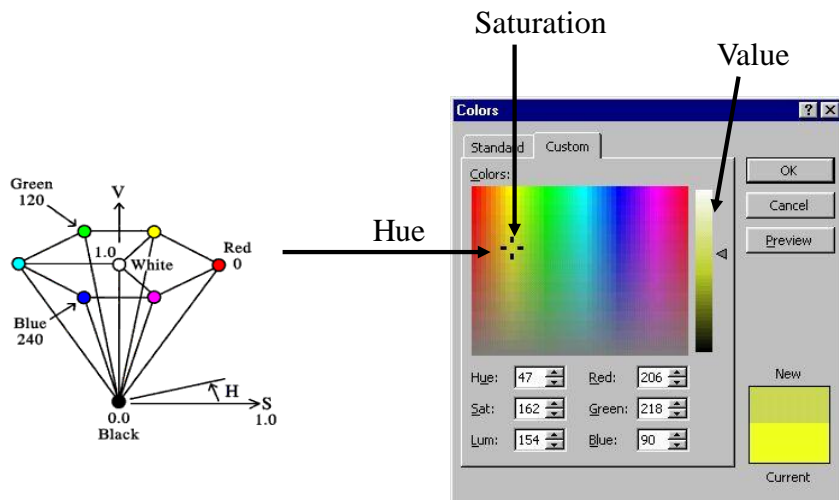 Saturation
Value
Hue
Green
120
V
1.0
White
Red
0
Blue
240
H
S
1.0
0.0
Black
Colors
Standard
Custom
Colors:
OK
Cancel
Preview
Hue: 47 Red: 206
Sat: 162 Green: 218
Lum: 154 Blue: 90
New
Current